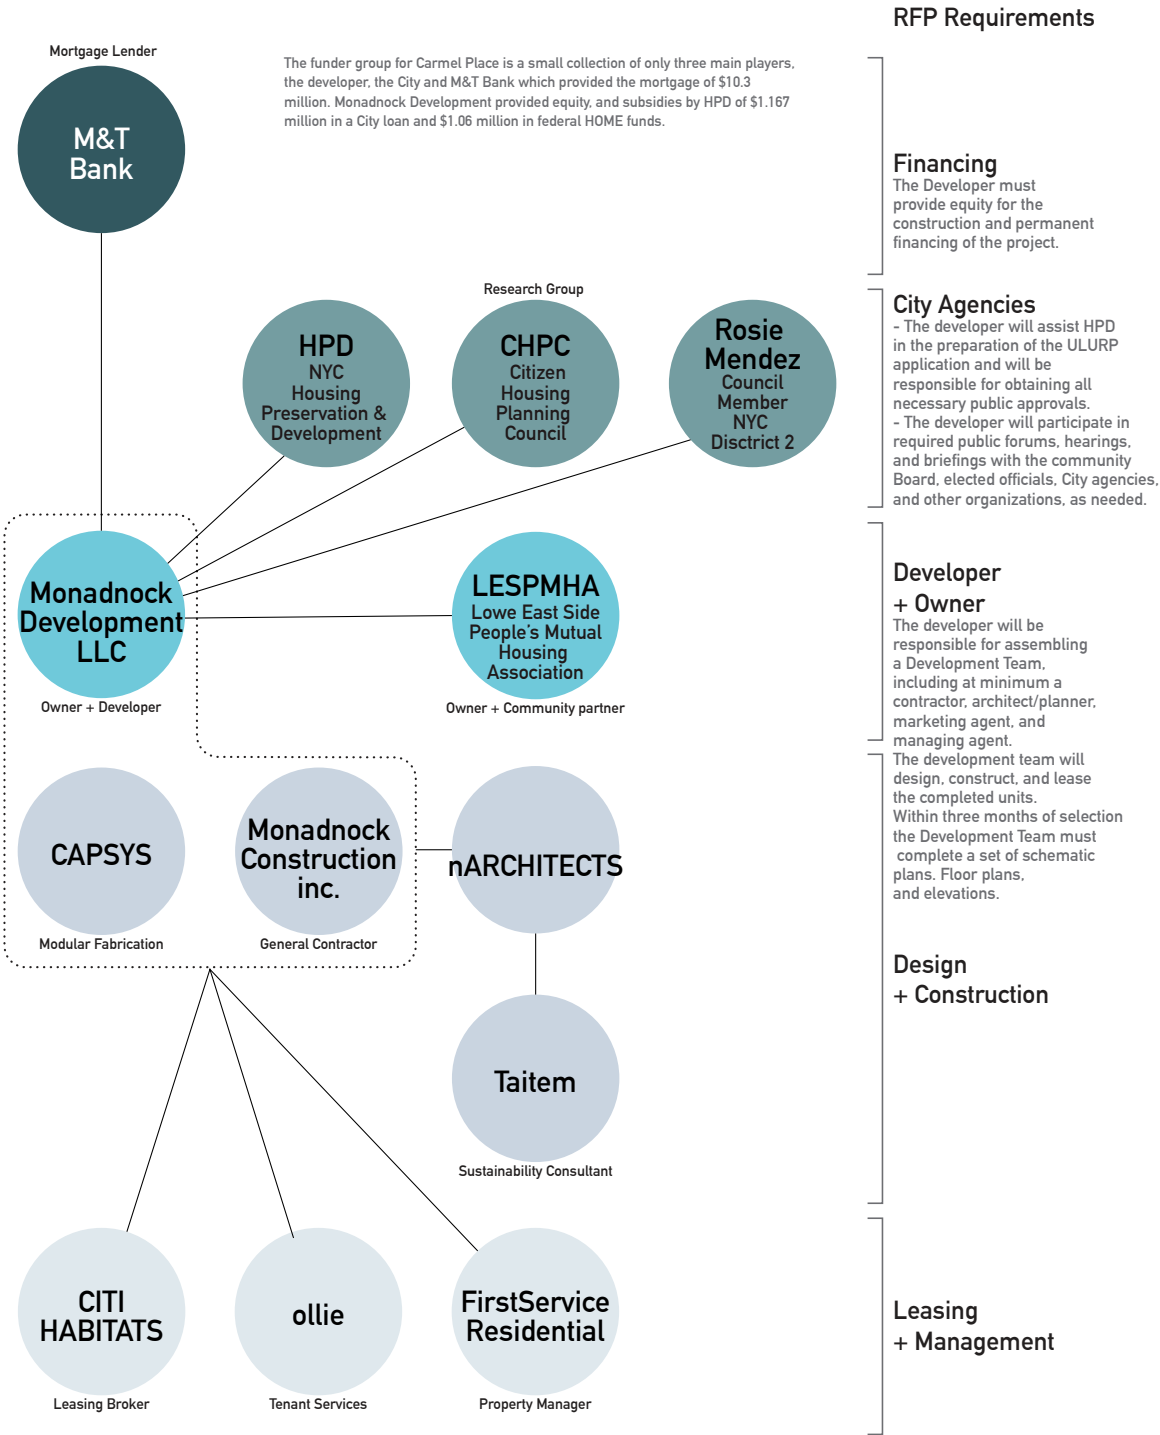 RFP Requirements
Mortgage Lender
The funder group for Carmel Place is a small collection of only three main players,
the developer, the City and M&T Bank which provided the mortgage of $10.3
million. Monadnock Development provided equity, and subsidies by HPD of $1.167
million in a City loan and $1.06 million in federal HOME funds.
M&T
Bank
Financing
The Developer must
provide equity for the
construction and permanent
financing of the project.
Research Group
HPD
NYC
Housing
Preservation &
Development
CHPC
Citizen
Housing
Planning
Council
Rosie
Mendez
Council
Member
NYC
Disctrict 2
City Agencies
- The developer will assist HPD
in the preparation of the ULURP
application and will be
responsible for obtaining all
necessary public approvals.
- The developer will participate in
required public forums, hearings,
and briefings with the community
Board, elected officials, City agencies,
and other organizations, as needed.
Monadnock
Development
LLC
Owner + Developer
LESPMHA
Lowe East Side
People's Mutual
Housing
Association
Owner + Community partner
Developer
+ Owner
The developer will be
responsible for assembling
a Development Team,
including at minimum a
contractor, architect/planner,
marketing agent, and
managing agent.
The development team will
design, construct, and lease
the completed units.
Within three months of selection
the Development Team must
complete a set of schematic
plans. Floor plans,
and elevations.
CAPSYS
Modular Fabrication
Monadnock
Construction
inc.
General Contractor
nARCHITECTS
Design
+ Construction
Taitem
Sustainability Consultant
CITI
HABITATS
Leasing Broker
ollie
Tenant Services
FirstService
Residential
Property Manager
Leasing
+ Management